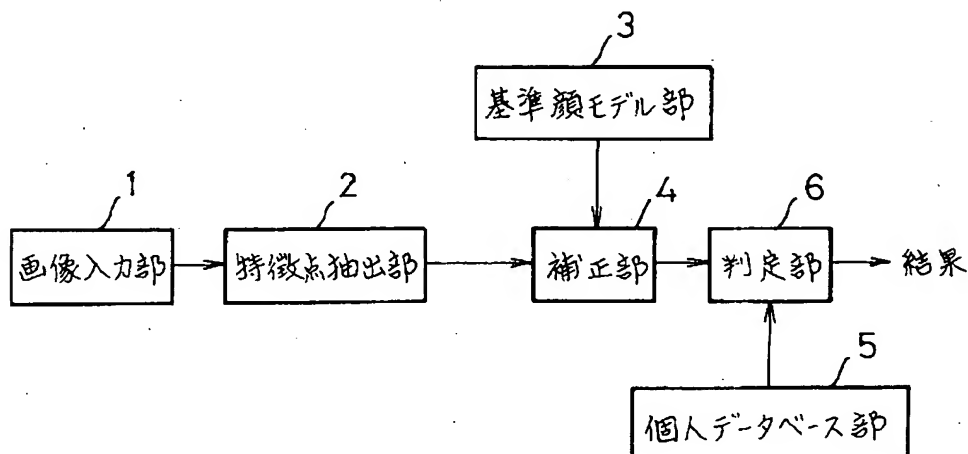 3
基準顔モデル部
1
2
4
6
画像入力部
特徴点抽出部
補正部
判定部
結果
5
個人データベース部